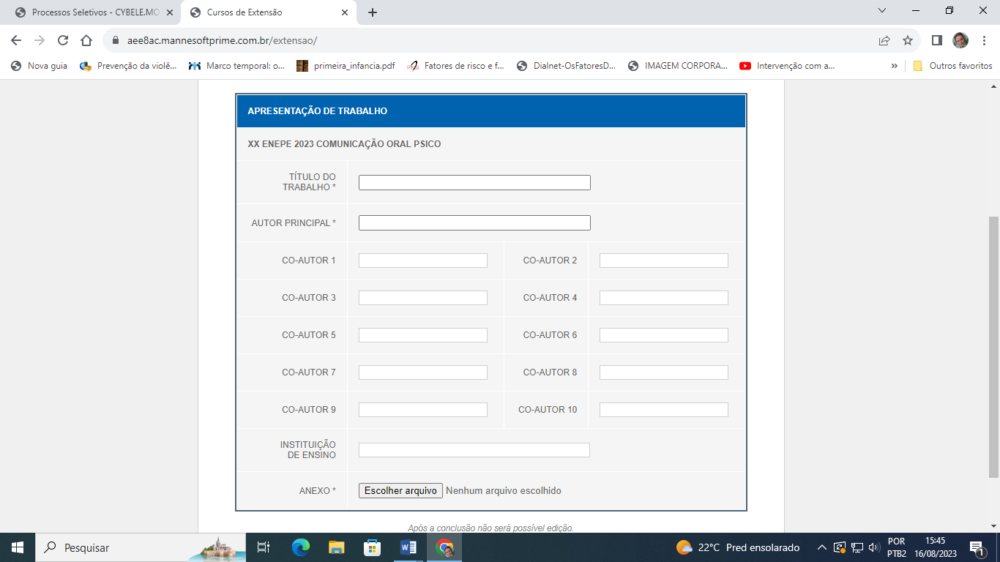 Processos Seletivos - CYBELE.MO
Cursos de Extensão
aee8ac.mannesoftprime.com.br/extensao/
Nova guia
Prevenção da violê...
Marco temporal: o...
primeira_infancia.pdf
Fatores de risco e f...
Dialnet-OsFatoresD...
IMAGEM CORPORA...
Intervenção com a...
»
Outros favoritos
APRESENTAÇÃO DE TRABALHO
XX ENEPE 2023 COMUNICAÇÃO ORAL PSICO
TÍTULO DO
TRABALHO *
AUTOR PRINCIPAL *
CO-AUTOR 1
CO-AUTOR 2
CO-AUTOR 3
CO-AUTOR 4
CO-AUTOR 5
CO-AUTOR 6
CO-AUTOR 7
CO-AUTOR 8
CO-AUTOR 9
CO-AUTOR 10
INSTITUIÇÃO
DE ENSINO
ANEXO *
Escolher arquivo Nenhum arquivo escolhido
Após a conclusão não será possível edição.
Pesquisar
22°C Pred ensolarado
POR
PTB2
15:45
16/08/2023
1